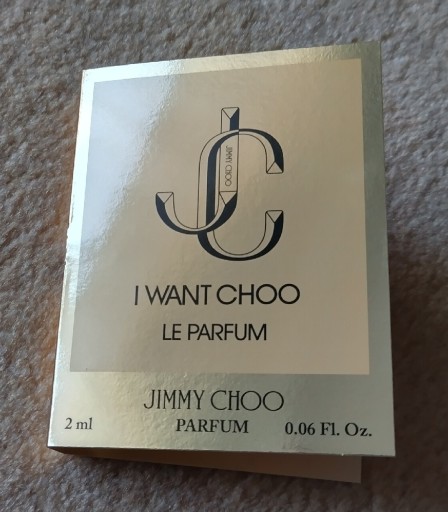 JC
JIMMY CHOO
I WANT CHOO
LE PARFUM
JIMMY CHOO
2 ml PARFUM 0.06 Fl. Oz.